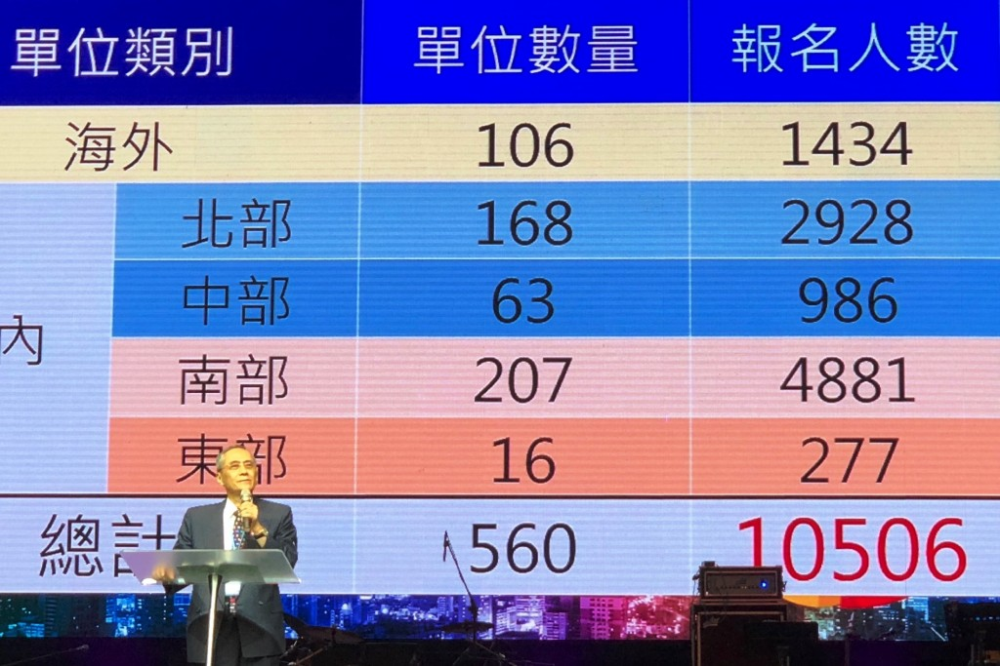 單位類別 單位數量 報名人數
海外 106 1434
北部 168 2928
內 中部 63 986
南部 207 4881
東部 16 277
總計 560 10506